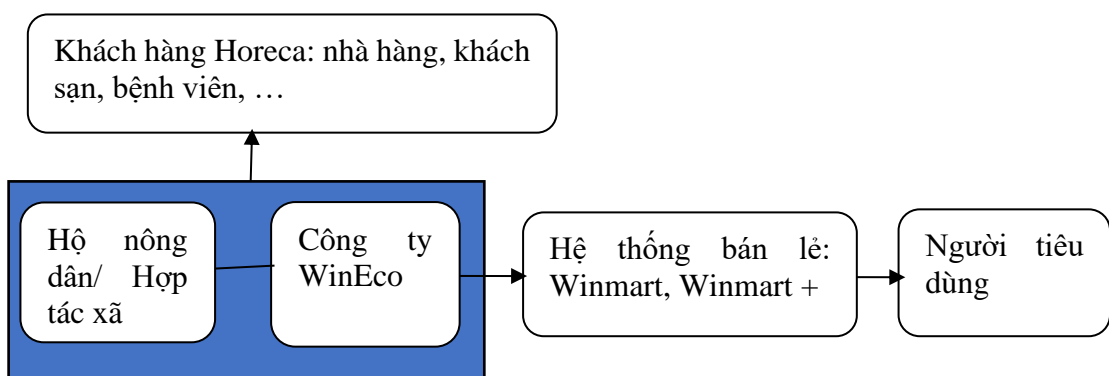 Khách hàng Horeca: nhà hàng, khách
sạn, bệnh viên, …
Hộ nông
dân/ Hợp
tác xã
Công ty
WinEco
Hệ thống bán lẻ:
Winmart, Winmart +
Người tiêu
dùng